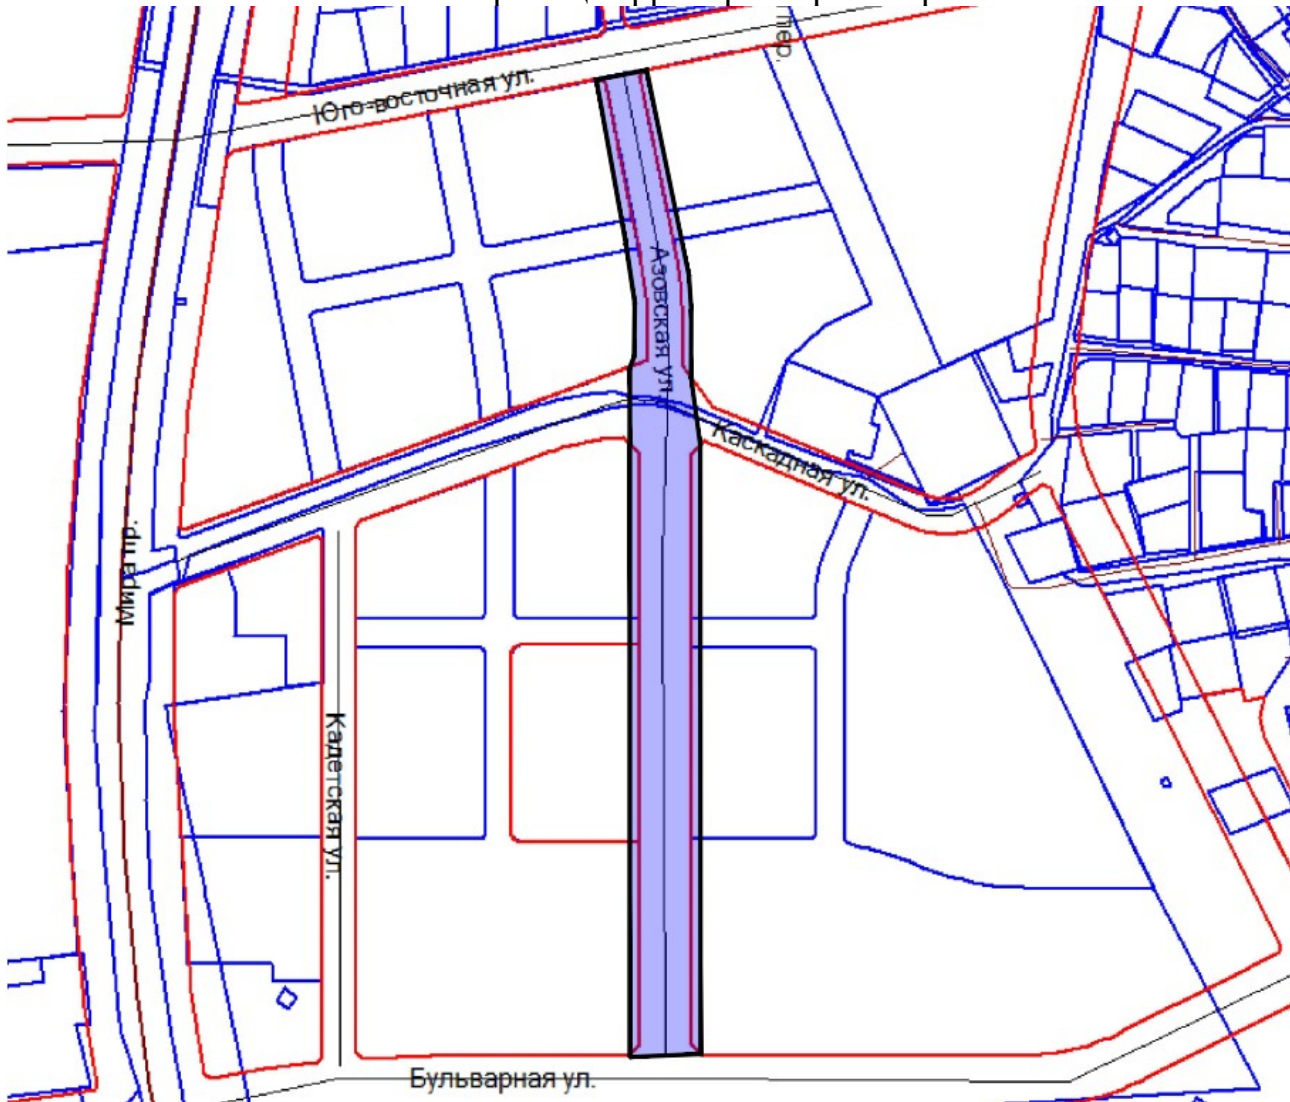 пер.
Юго-восточная ул.
Азовская ул.
Каскадная ул.
Мира пр.
Кадетская ул.
Бульварная ул.